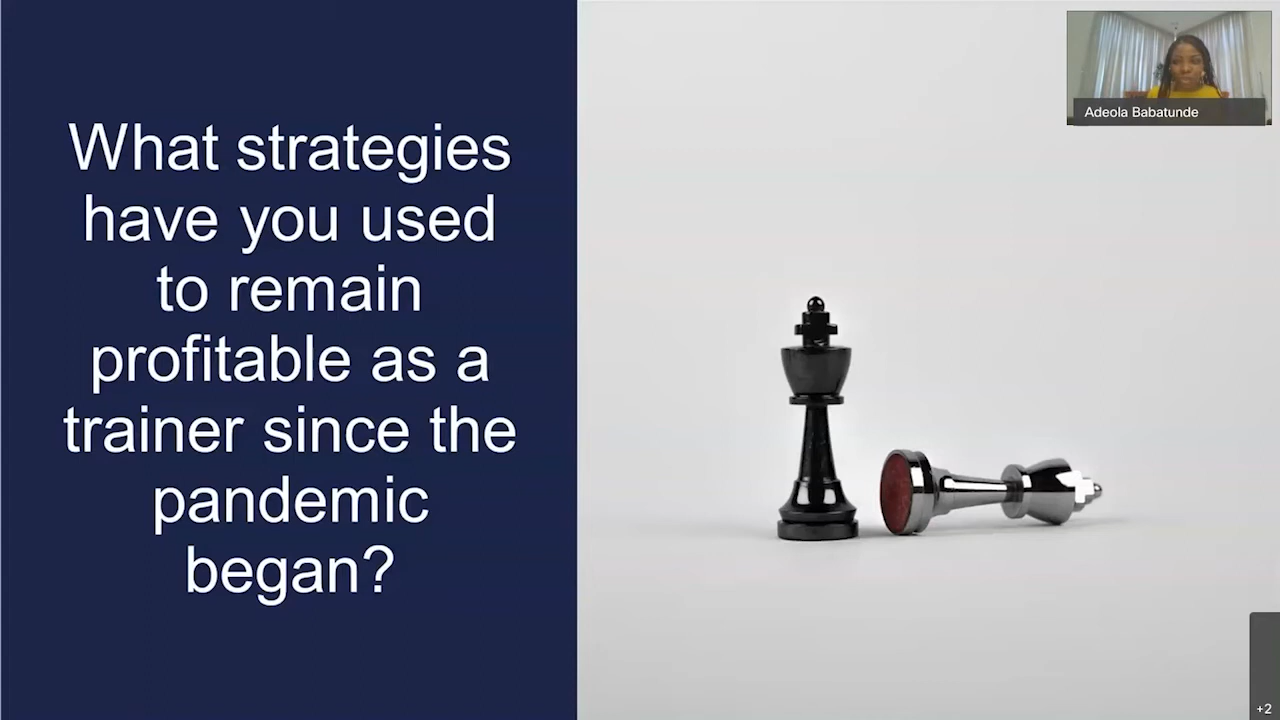 What strategies
have you used
to remain
profitable as a
trainer since the
pandemic
began?
Adeola Babatunde
+2